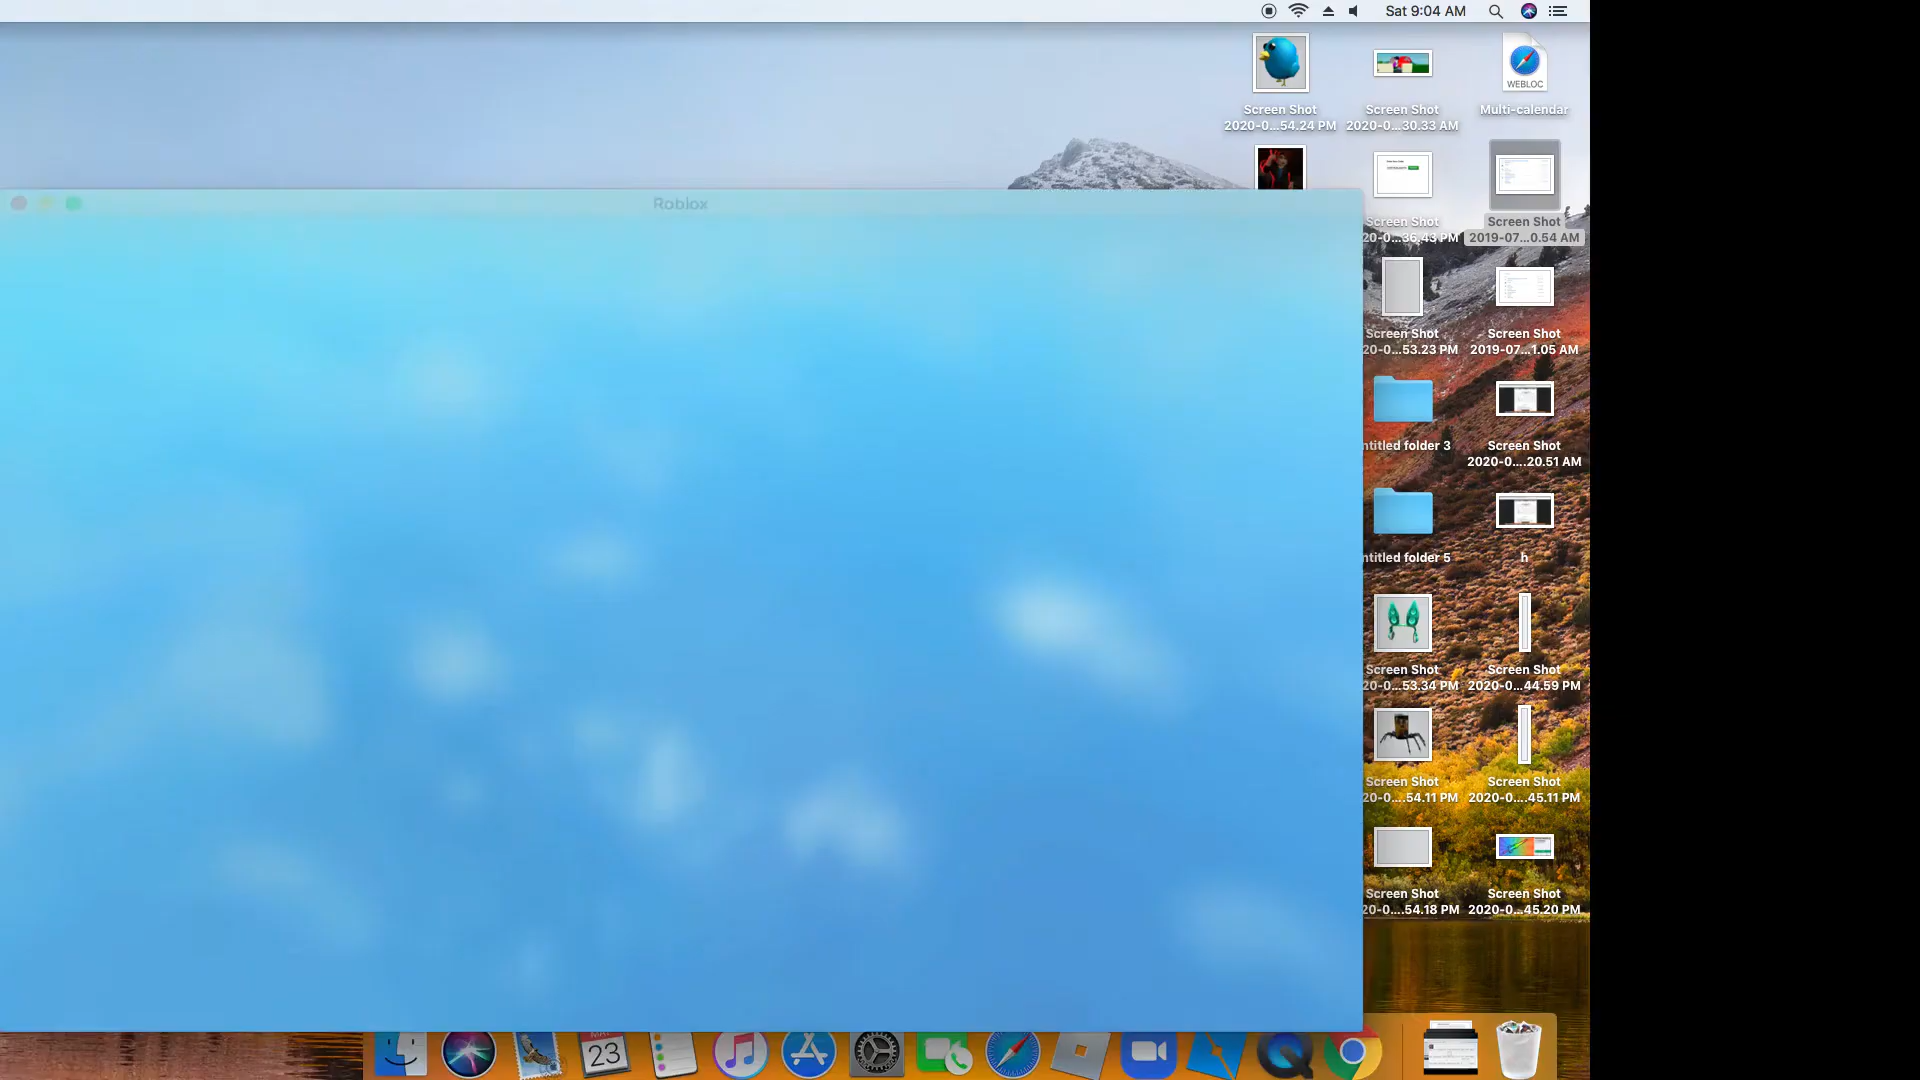 Sat 9:04 AM
Screen Shot
2020-0...54.24 PM
Screen Shot
2020-0...30.33 AM
WEBLOC
Multi-calendar
Roblox
Screen Shot
20-0...36.43 PM
Screen Shot
2019-07...0.54 AM
Screen Shot
20-0...53.23 PM
Screen Shot
2019-07...1.05 AM
ntitled folder 3
Screen Shot
2020-0....20.51 AM
ntitled folder 5
h
Screen Shot
20-0...53.34 PM
Screen Shot
2020-0...44.59 PM
Screen Shot
20-0....54.11 PM
Screen Shot
2020-0....45.11 PM
Screen Shot
20-0....54.18 PM
Screen Shot
2020-0...45.20 PM
23